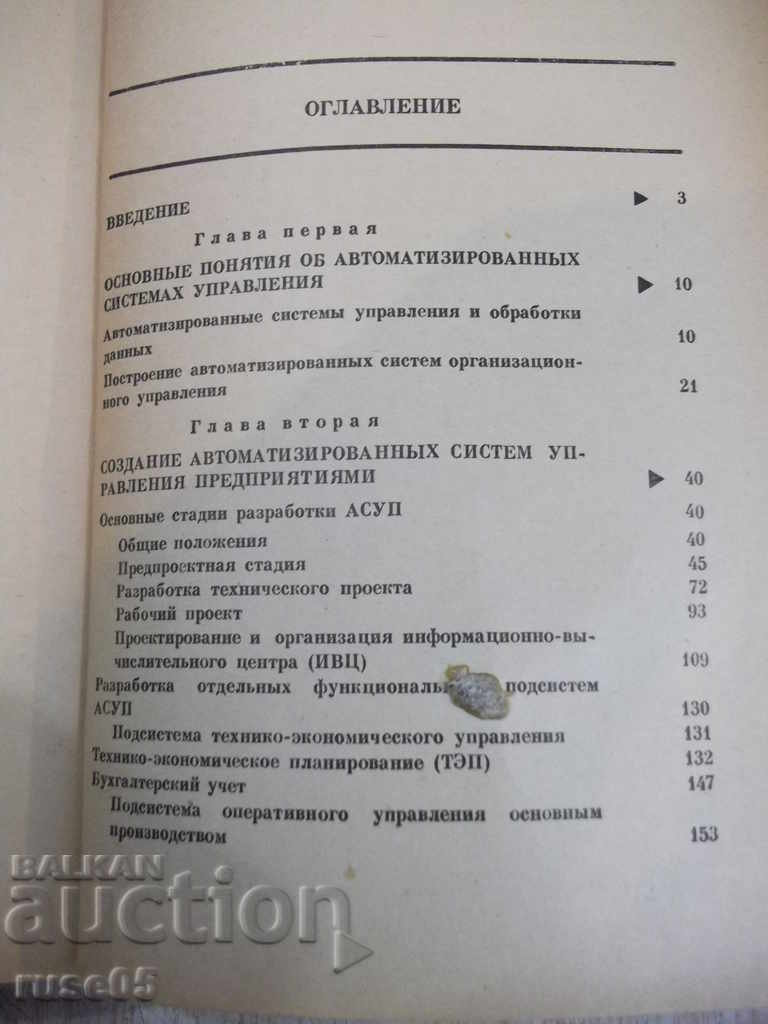 ОГЛАВЛЕНИЕ
ВВЕДЕНИЕ ► 3
Глава первая
ОСНОВНЫЕ ПОНЯТИЯ ОБ АВТОМАТИЗИРОВАННЫХ
СИСТЕМАХ УПРАВЛЕНИЯ ► 10
Автоматизированные системы управления и обработки
данных 10
Построение автоматизированных систем организацион-
ного управления 21
Глава вторая
СОЗДАНИЕ АВТОМАТИЗИРОВАННЫХ СИСТЕМ УП-
РАВЛЕНИЯ ПРЕДПРИЯТИЯМИ ► 40
Основные стадии разработки АСУП 40
Общие положения 40
Предпроектная стадия 45
Разработка технического проекта 72
Рабочий проект 93
Проектирование и организация информационно-вы-
числительного центра (ИВЦ) 109
Разработка отдельных подсистем
АСУП 130
Подсистема технико-экономического управления 131
Технико-экономическое планирование (ТЭП) 132
Бухгалтерский учет 147
Подсистема оперативного управления основным
производством 153
BALKAN
auction
ruse05